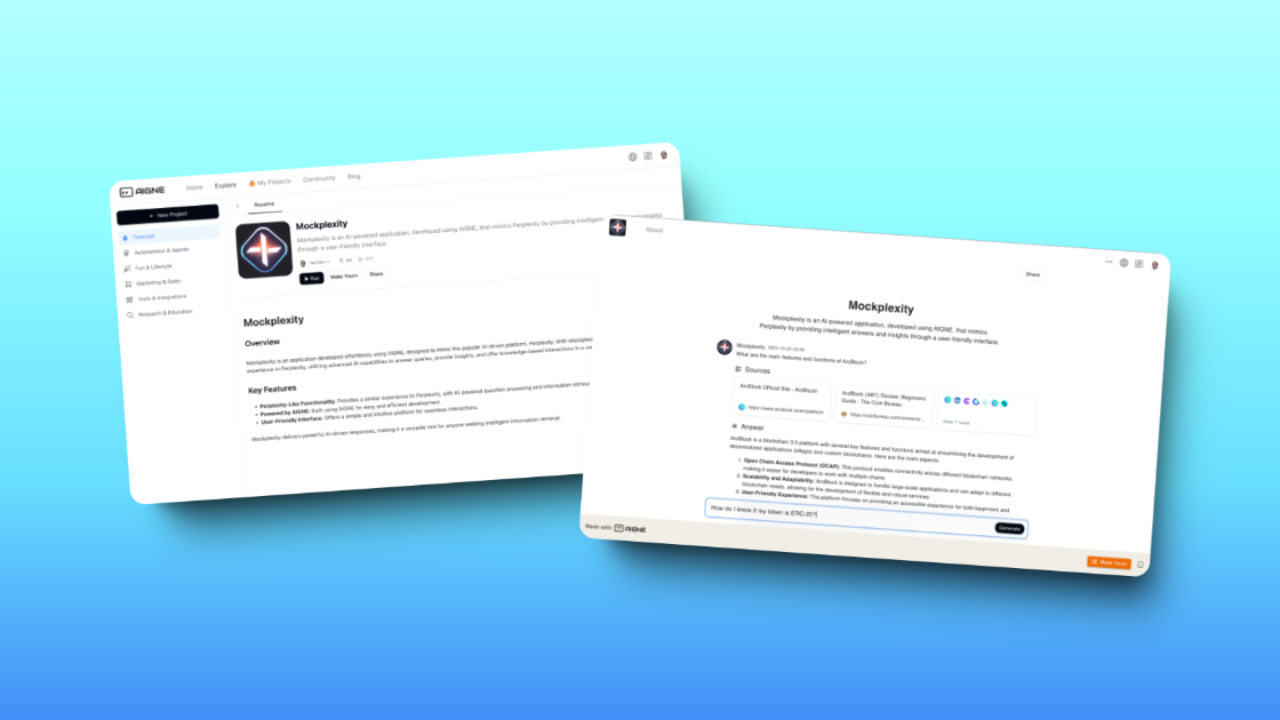 AIGNE
Home Explore My Projects Community Blog
+ New Project
Features
Autonomous & Agents
Fun & Lifestyle
Marketing & Sales
Tools & Integrations
Research & Education
Readme
Mockplexity
Mockplexity is an AI-powered application, developed using AIGNE, that mimics Perplexity by providing intelligent insights
through a user-friendly interface.
Run Make Yours Share
Mockplexity
Overview
Mockplexity is an application developed effortlessly using AIGNE, designed to mimic the popular AI-driven platform, Perplexity. With Mockplexi
experience to Perplexity, utilizing advanced AI capabilities to answer queries, provide insights, and offer knowledge-based interactions in a
Key Features
• Perplexity-Like Functionality: Provides a similar experience to Perplexity, with AI-powered question answering and information retrieva
• Powered by AIGNE: Built using AIGNE for easy and efficient development.
• User-Friendly Interface: Offers a simple and intuitive platform for seamless interactions.
Mockplexity delivers powerful AI-driven responses, making it a versatile tool for anyone seeking intelligent information retrieval.
About
Share
Mockplexity
Mockplexity is an AI-powered application, developed using AIGNE, that mimics
Perplexity by providing intelligent answers and insights through a user-friendly interface.
Mockplexity
What are the main features and functions of ArcBlock?
Sources
ArcBlock Official Site - ArcBlock!
https://www.arcblock.io/en/platform
ArcBlock (ABT) Review: Beginners
Guide - The Coin Bureau
https://coinbureau.com/review/ar...
View 7 more
Answer
ArcBlock is a blockchain 3.0 platform with several key features and functions aimed at streamlining the development of
decentralized applications (dApps) and custom blockchains. Here are the main aspects:
1. Open Chain Access Protocol (OCAP): This protocol enables connectivity across different blockchain networks,
making it easier for developers to work with multiple chains.
2. Scalability and Adaptability: ArcBlock is designed to handle large-scale applications and can adapt to different
blockchain needs, allowing for the development of flexible and robust services.
3. User-Friendly Experience: The platform focuses on providing an accessible experience for both beginners and
How do I know if my token is ERC-20?
Generate
Made with AIGNE
Make Yours